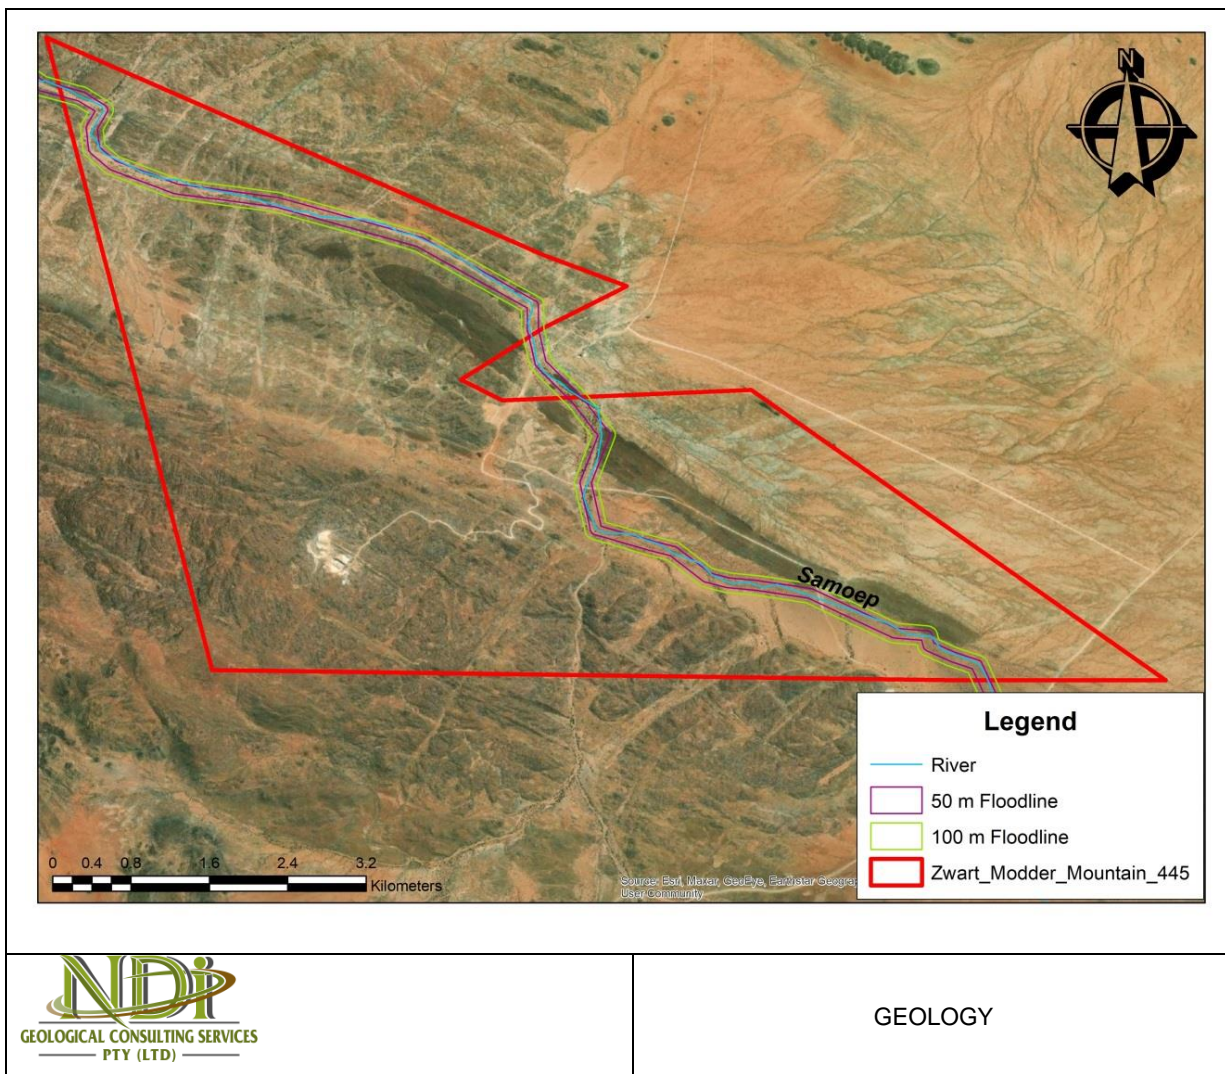 N
Samoep
Legend
River
50 m Floodline
100 m Floodline
Zwart_Modder_Mountain_445
0 0.4 0.8 1.6 2.4 3.2
Kilometers
Source: Esri, Maxar, GeoEye, Earthstar
User Community
NDi
GEOLOGICAL CONSULTING SERVICES
PTY (LTD)
GEOLOGY